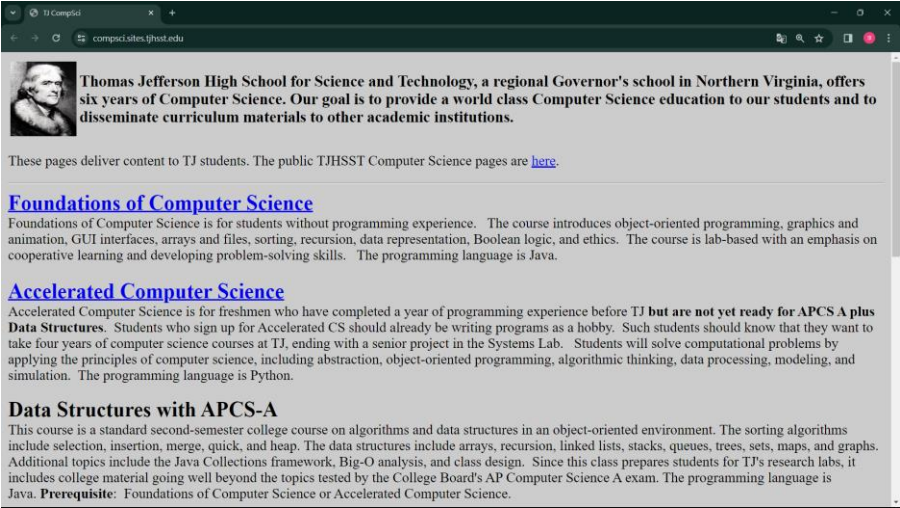 TJ CompSci
compsci.sites.tjhsst.edu
Thomas Jefferson High School for Science and Technology, a regional Governor's school in Northern Virginia, offers
six years of Computer Science. Our goal is to provide a world class Computer Science education to our students and to
disseminate curriculum materials to other academic institutions.
These pages deliver content to TJ students. The public TJHSST Computer Science pages are here.
Foundations of Computer Science
Foundations of Computer Science is for students without programming experience. The course introduces object-oriented programming, graphics and
animation, GUI interfaces, arrays and files, sorting, recursion, data representation, Boolean logic, and ethics. The course is lab-based with an emphasis on
cooperative learning and developing problem-solving skills. The programming language is Java.
Accelerated Computer Science
Accelerated Computer Science is for freshmen who have completed a year of programming experience before TJ but are not yet ready for APCS A plus
Data Structures. Students who sign up for Accelerated CS should already be writing programs as a hobby. Such students should know that they want to
take four years of computer science courses at TJ, ending with a senior project in the Systems Lab. Students will solve computational problems by
applying the principles of computer science, including abstraction, object-oriented programming, algorithmic thinking, data processing, modeling, and
simulation. The programming language is Python.
Data Structures with APCS-A
This course is a standard second-semester college course on algorithms and data structures in an object-oriented environment. The sorting algorithms
include selection, insertion, merge, quick, and heap. The data structures include arrays, recursion, linked lists, stacks, queues, trees, sets, maps, and graphs.
Additional topics include the Java Collections framework, Big-O analysis, and class design. Since this class prepares students for TJ's research labs, it
includes college material going well beyond the topics tested by the College Board's AP Computer Science A exam. The programming language is
Java. Prerequisite: Foundations of Computer Science or Accelerated Computer Science.